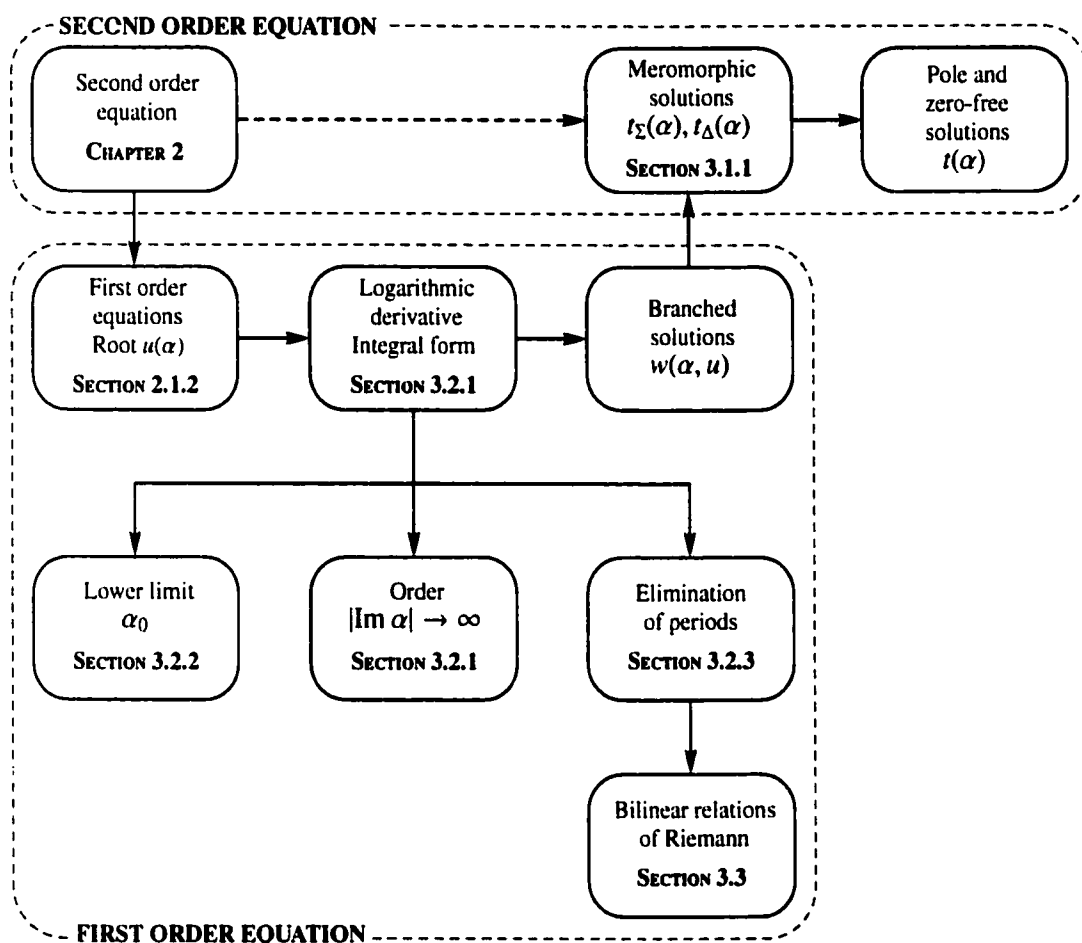 SECOND ORDER EQUATION
Second order
equation
CHAPTER 2
Meromorphic
solutions
t_Σ(α), t_Δ(α)
SECTION 3.1.1
Pole and
zero-free
solutions
t(α)
First order
equations
Root u(α)
SECTION 2.1.2
Logarithmic
derivative
Integral form
SECTION 3.2.1
Branched
solutions
w(α, u)
Lower limit
α₀
SECTION 3.2.2
Order
|Im α| → ∞
SECTION 3.2.1
Elimination
of periods
SECTION 3.2.3
Bilinear relations
of Riemann
SECTION 3.3
FIRST ORDER EQUATION